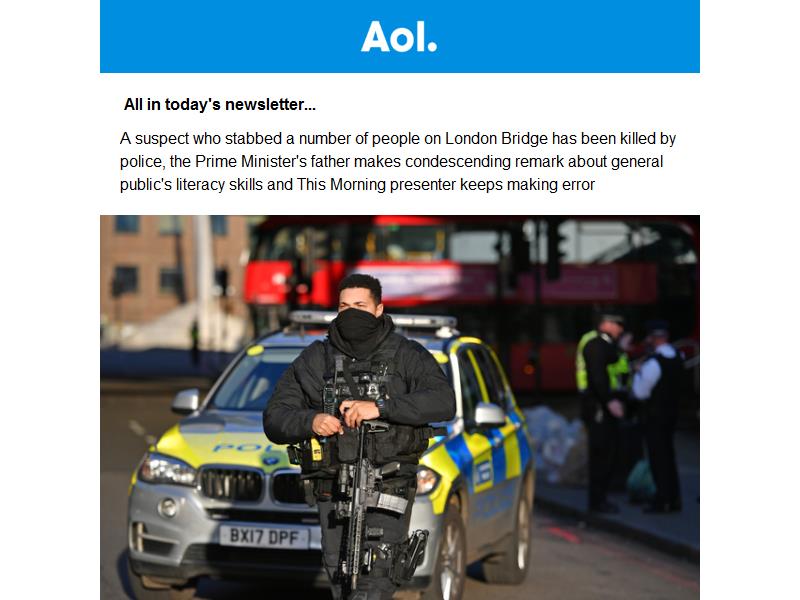 Aol.
All in today's newsletter...
A suspect who stabbed a number of people on London Bridge has been killed by
police, the Prime Minister's father makes condescending remark about general
public's literacy skills and This Morning presenter keeps making error
POL
BX17 DPF